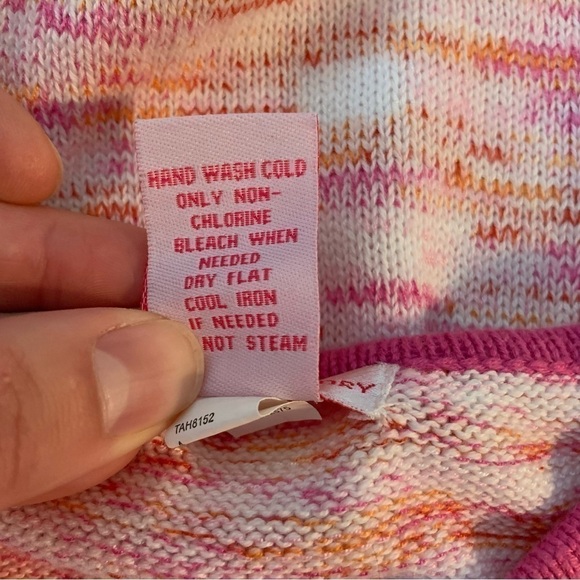 HAND WASH COLD
ONLY NON-
CHLORINE
BLEACH WHEN
NEEDED
DRY FLAT
COOL IRON
IF NEEDED
NOT STEAM
TAH8152